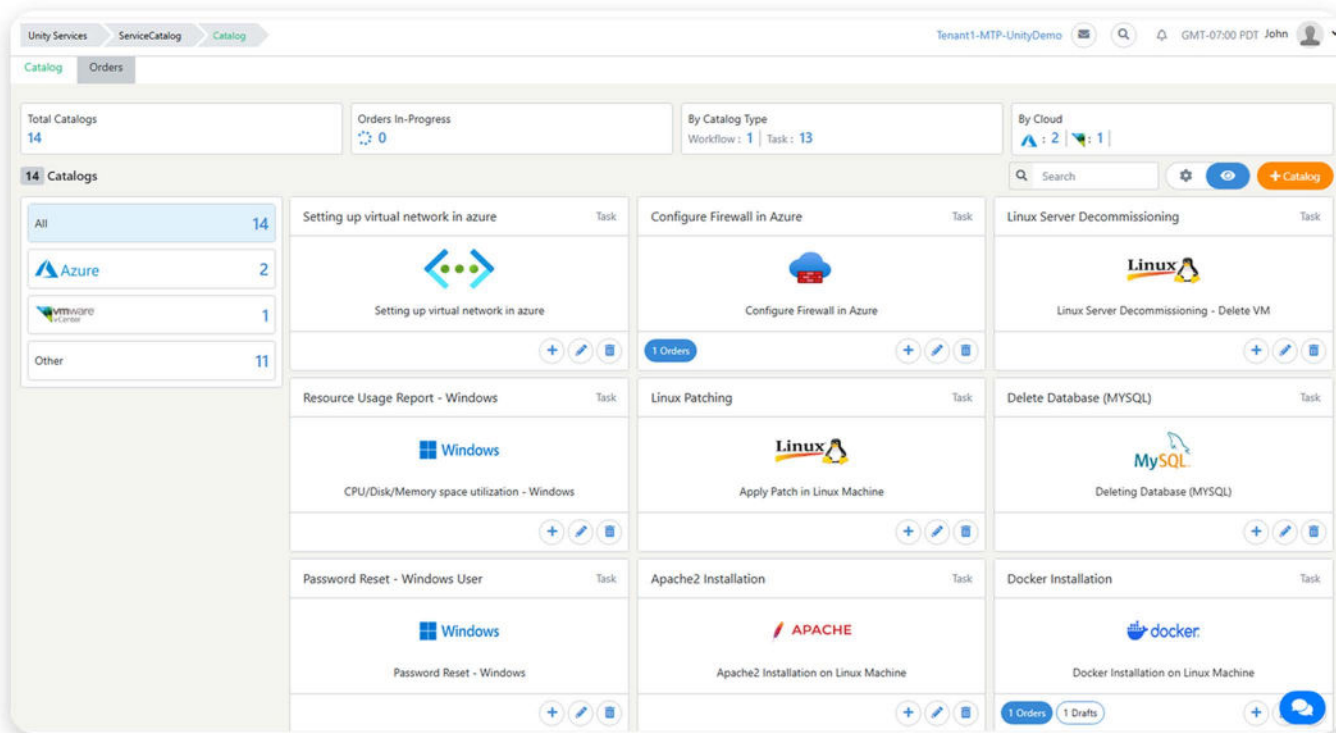 Unity Services ServiceCatalog Catalog Tenant1-MTP-UnityDemo GMT-07:00 PDT John
Catalog Orders
Total Catalogs Orders In-Progress By Catalog Type By Cloud
14 0 Workflow : 1 | Task : 13 : 2 | : 1 |
14 Catalogs Search +Catalog
All 14
Azure 2
vmware vCenter 1
Other 11
Setting up virtual network in azure Task
Setting up virtual network in azure
Configure Firewall in Azure Task
Configure Firewall in Azure
1 Orders
Linux Server Decommissioning Task
Linux
Linux Server Decommissioning - Delete VM
Resource Usage Report - Windows Task
Windows
CPU/Disk/Memory space utilization - Windows
Linux Patching Task
Linux
Apply Patch in Linux Machine
Delete Database (MYSQL) Task
MySQL
Deleting Database (MYSQL)
Password Reset - Windows User Task
Windows
Password Reset - Windows
Apache2 Installation Task
APACHE
Apache2 Installation on Linux Machine
Docker Installation Task
docker
Docker Installation on Linux Machine
1 Orders 1 Drafts